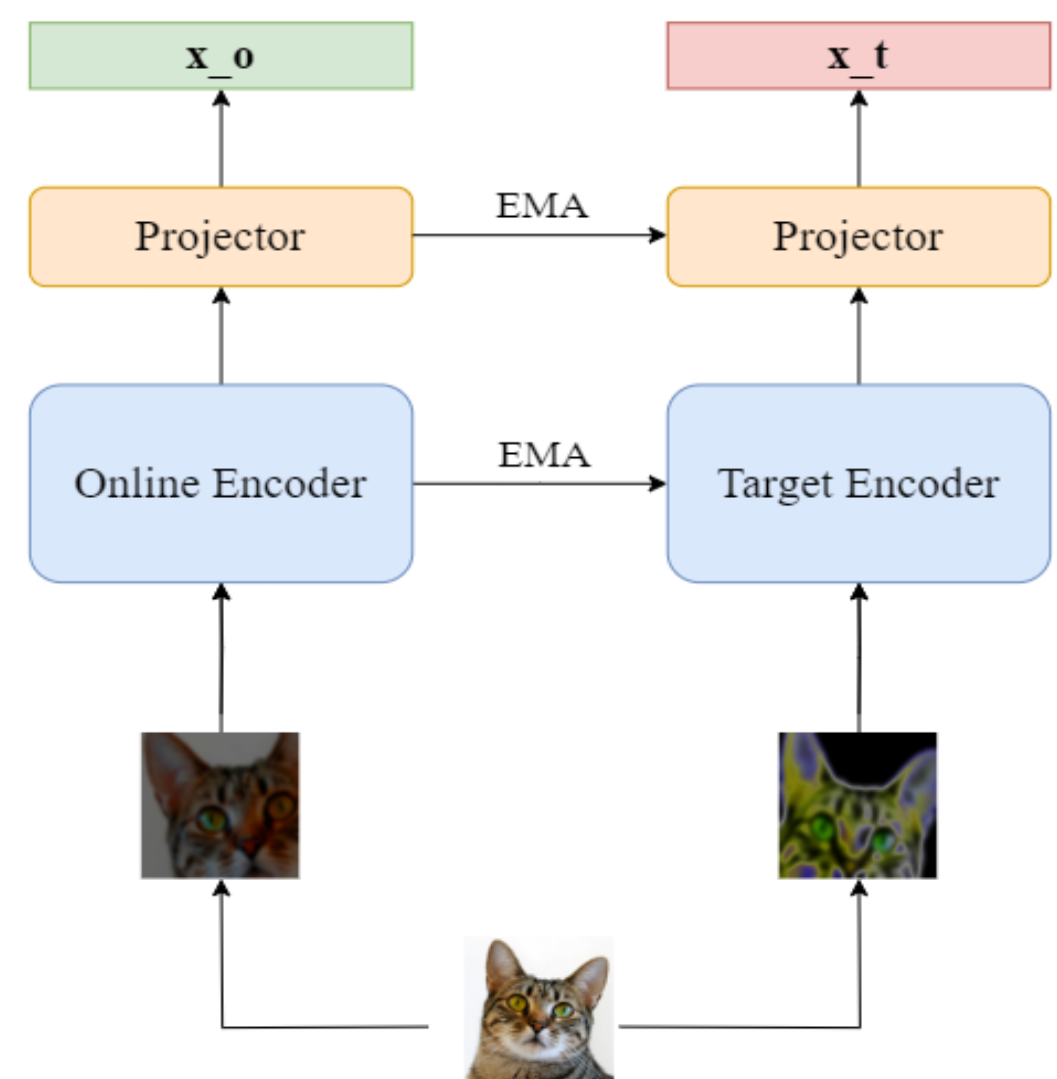 x_o
x_t
Projector
EMA
Projector
Online Encoder
EMA
Target Encoder